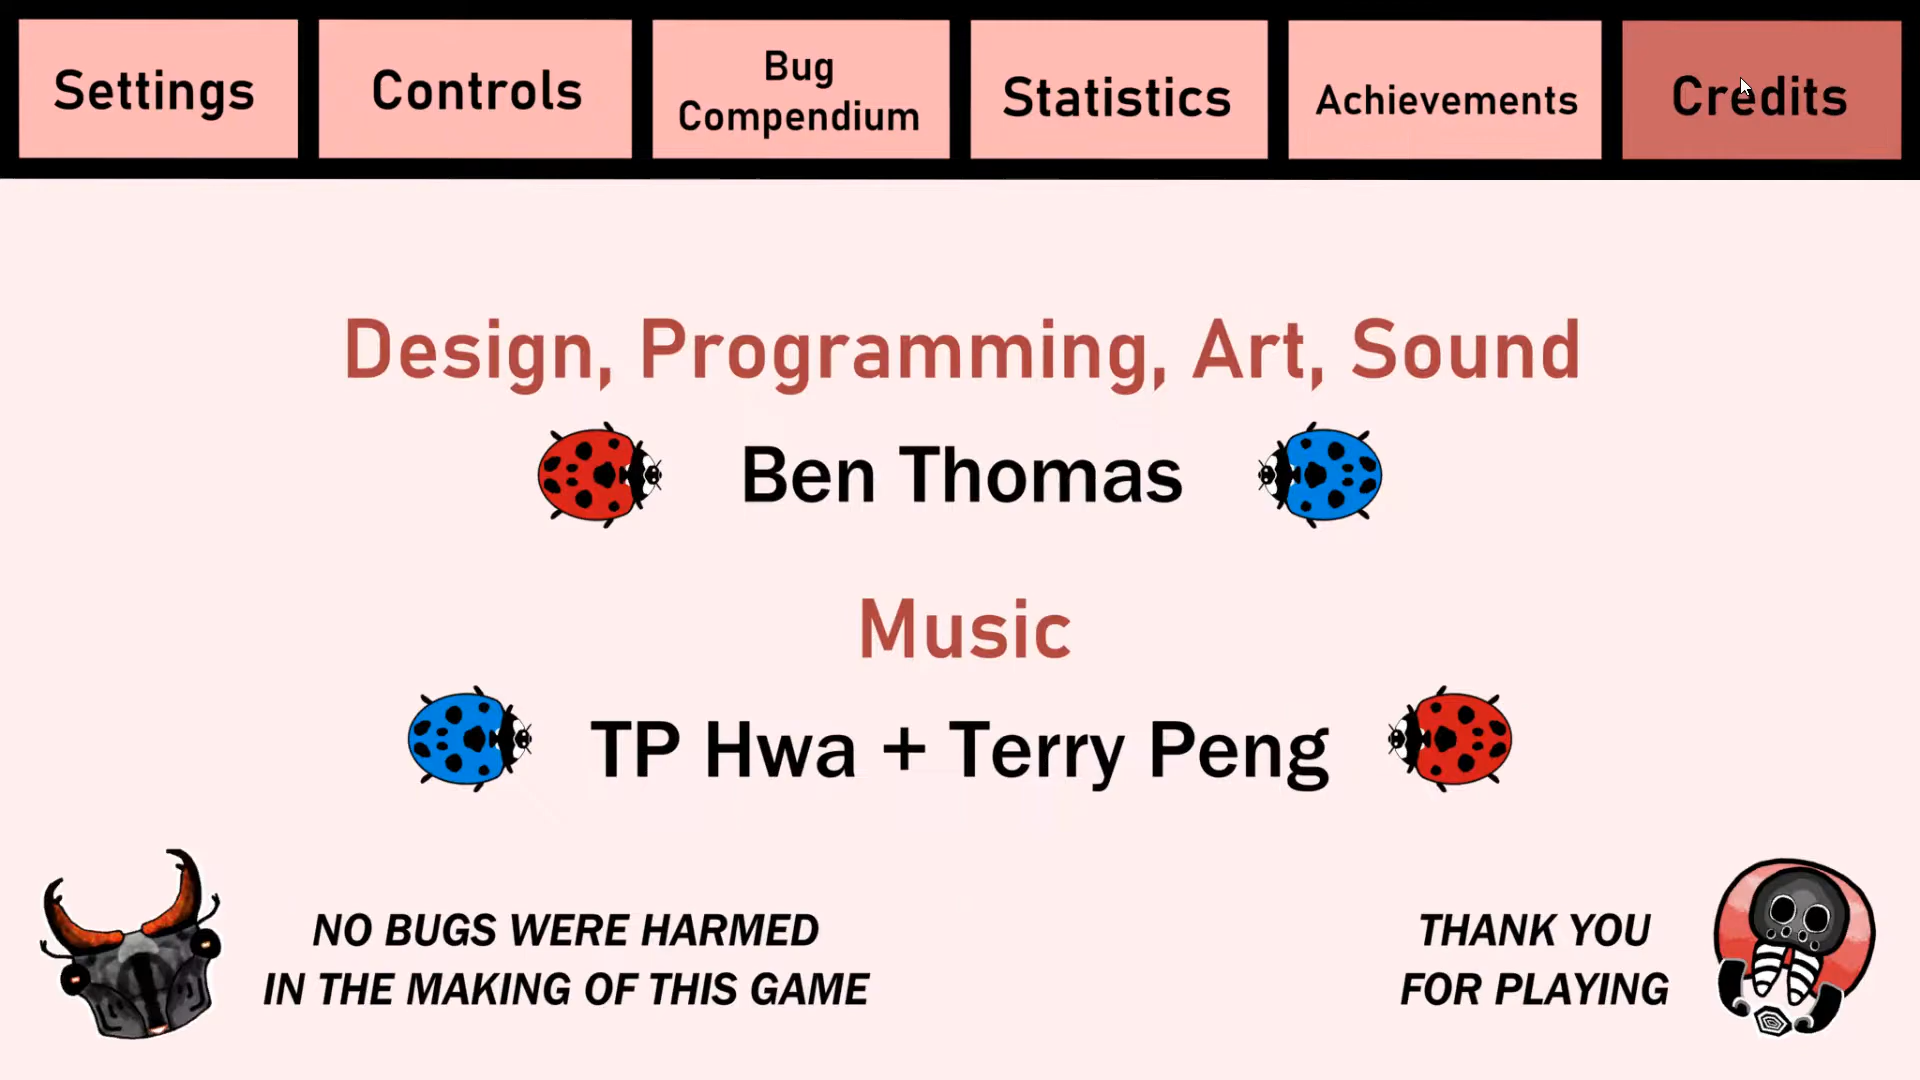 Settings
Controls
Bug
Compendium
Statistics
Achievements
Credits
Design, Programming, Art, Sound
Ben Thomas
Music
TP Hwa + Terry Peng
NO BUGS WERE HARMED
IN THE MAKING OF THIS GAME
THANK YOU
FOR PLAYING